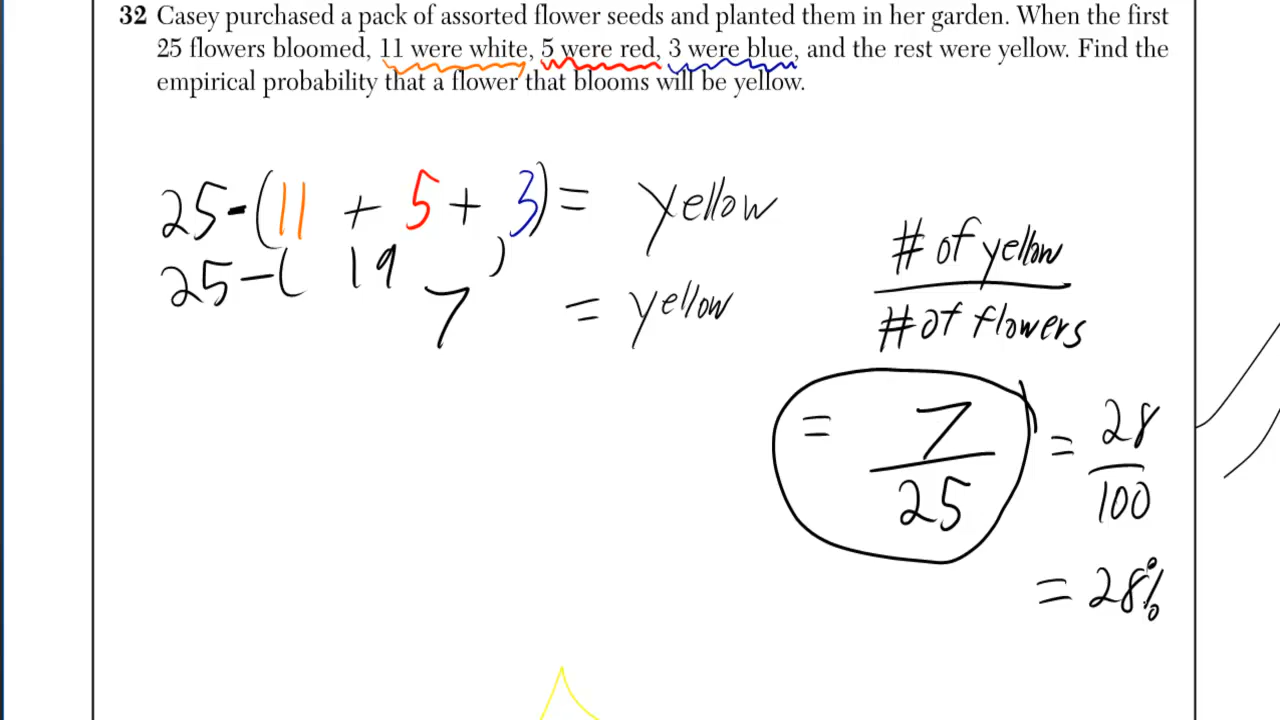 32 Casey purchased a pack of assorted flower seeds and planted them in her garden. When the first
25 flowers bloomed, 11 were white, 5 were red, 3 were blue, and the rest were yellow. Find the
empirical probability that a flower that blooms will be yellow.
25-(11 + 5 + 3) = yellow
25-( 19 )
7 = yellow
# of yellow
# of flowers
= 7/25 = 28/100
= 28%